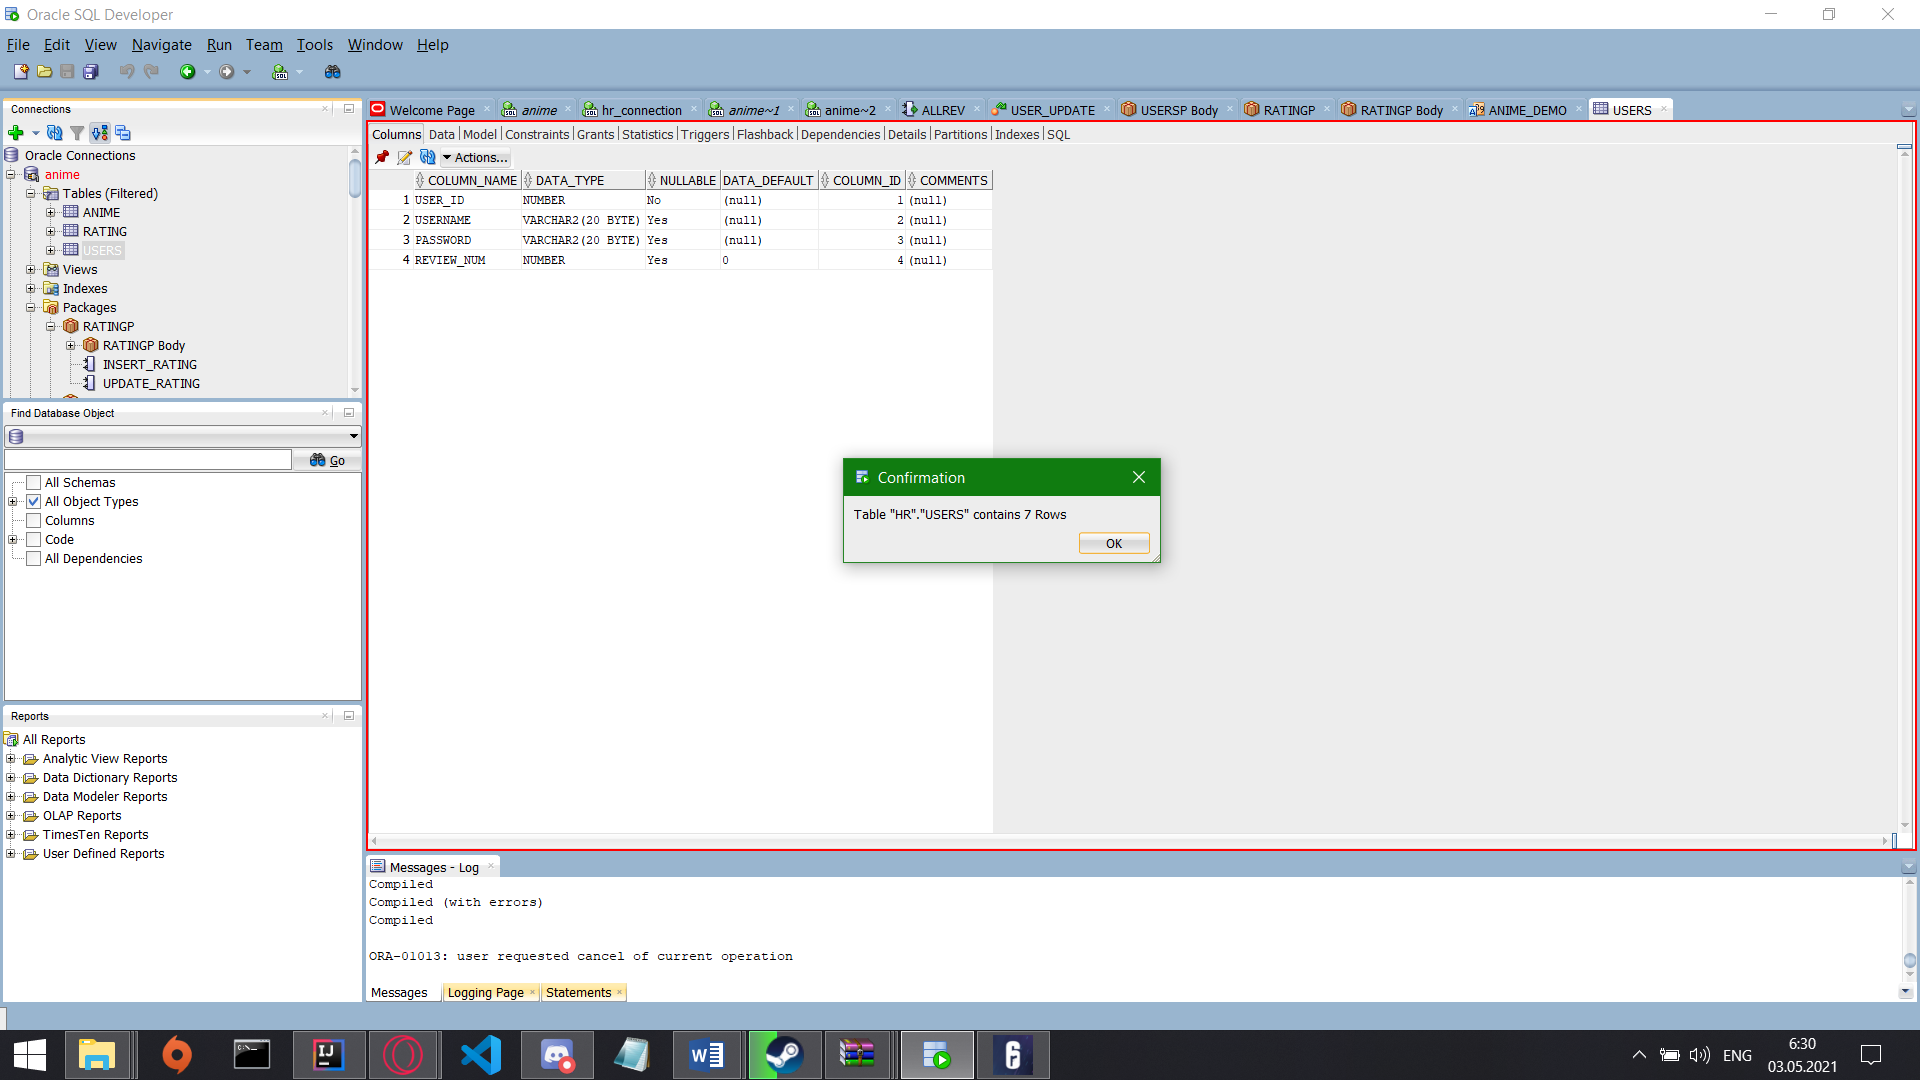 Oracle SQL Developer
File Edit View Navigate Run Team Tools Window Help
Connections
Oracle Connections
anime
Tables (Filtered)
ANIME
RATING
USERS
Views
Indexes
Packages
RATINGP
RATINGP Body
INSERT_RATING
UPDATE_RATING
Find Database Object
Go
All Schemas
All Object Types
Columns
Code
All Dependencies
Reports
All Reports
Analytic View Reports
Data Dictionary Reports
Data Modeler Reports
OLAP Reports
TimesTen Reports
User Defined Reports
Welcome Page anime hr_connection anime~1 anime~2 ALLREV USER_UPDATE USERSP Body RATINGP RATINGP Body ANIME_DEMO USERS
Columns Data Model Constraints Grants Statistics Triggers Flashback Dependencies Details Partitions Indexes SQL
Actions...
COLUMN_NAME DATA_TYPE NULLABLE DATA_DEFAULT COLUMN_ID COMMENTS
1 USER_ID NUMBER No (null) 1 (null)
2 USERNAME VARCHAR2(20 BYTE) Yes (null) 2 (null)
3 PASSWORD VARCHAR2(20 BYTE) Yes (null) 3 (null)
4 REVIEW_NUM NUMBER Yes 0 4 (null)
Confirmation
Table "HR"."USERS" contains 7 Rows
OK
Messages - Log
Compiled
Compiled (with errors)
Compiled
ORA-01013: user requested cancel of current operation
Messages Logging Page Statements
ENG
6:30
03.05.2021